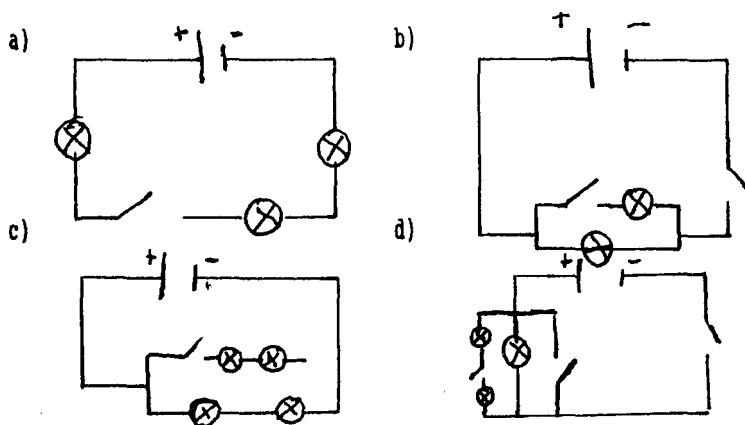 a)
+ -
b)
+ -
c)
+ -
d)
+ -